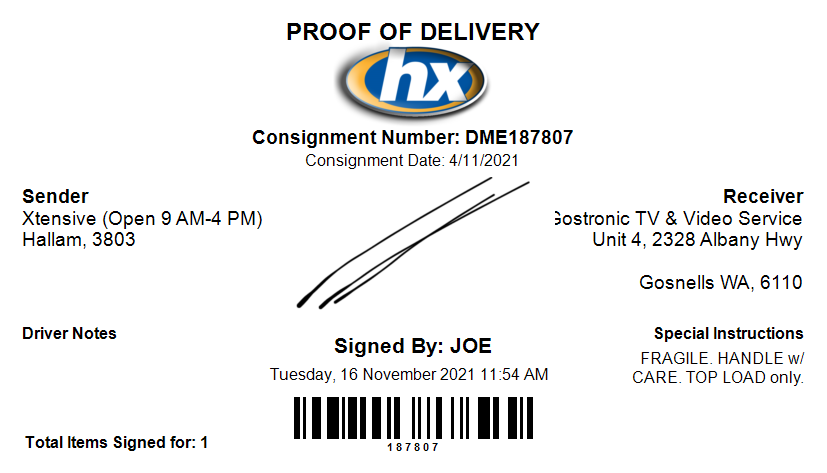 PROOF OF DELIVERY
hx
Consignment Number: DME187807
Consignment Date: 4/11/2021
Sender
Xtensive (Open 9 AM-4 PM)
Hallam, 3803
Receiver
Gostronic TV & Video Service
Unit 4, 2328 Albany Hwy
Gosnells WA, 6110
Driver Notes
Signed By: JOE
Tuesday, 16 November 2021 11:54 AM
Special Instructions
FRAGILE. HANDLE w/
CARE. TOP LOAD only.
187807
Total Items Signed for: 1